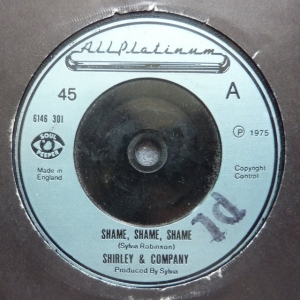 AllPlatinum
45
A
6146 301
SOUL
Made in
England
℗ 1975
Copyright
Control
SHAME, SHAME, SHAME
(Sylvia Robinson)
SHIRLEY & COMPANY
Produced By Sylvia